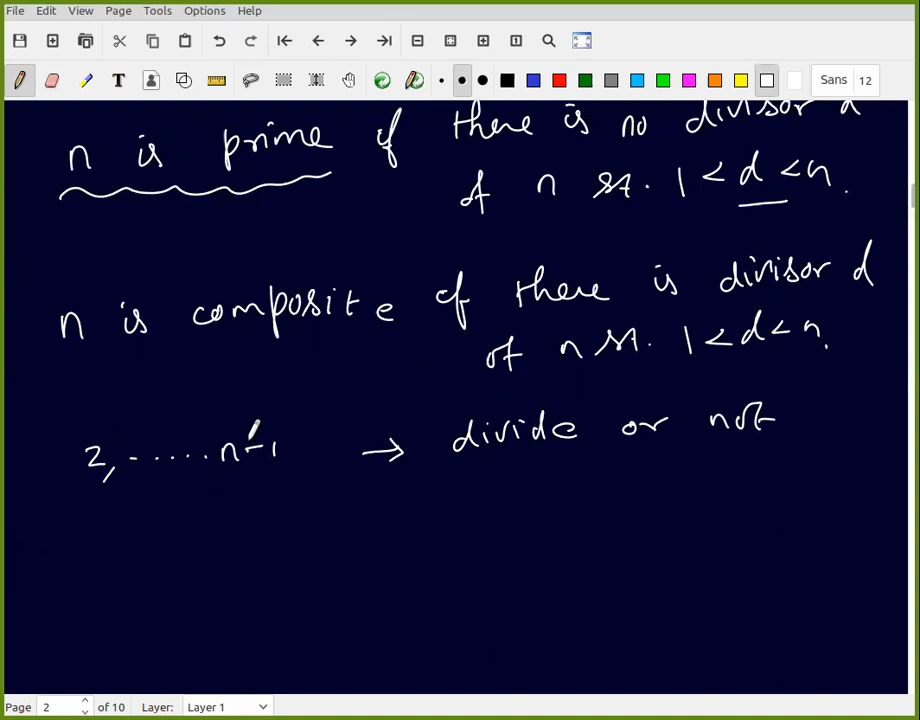 File Edit View Page Tools Options Help
Sans 12
n is prime if there is no divisor d
of n st. 1 < d < n.
n is composite if there is divisor d
of n st. 1 < d < n.
2, ..... n-1 → divide or not
Page 2 of 10 Layer: Layer 1